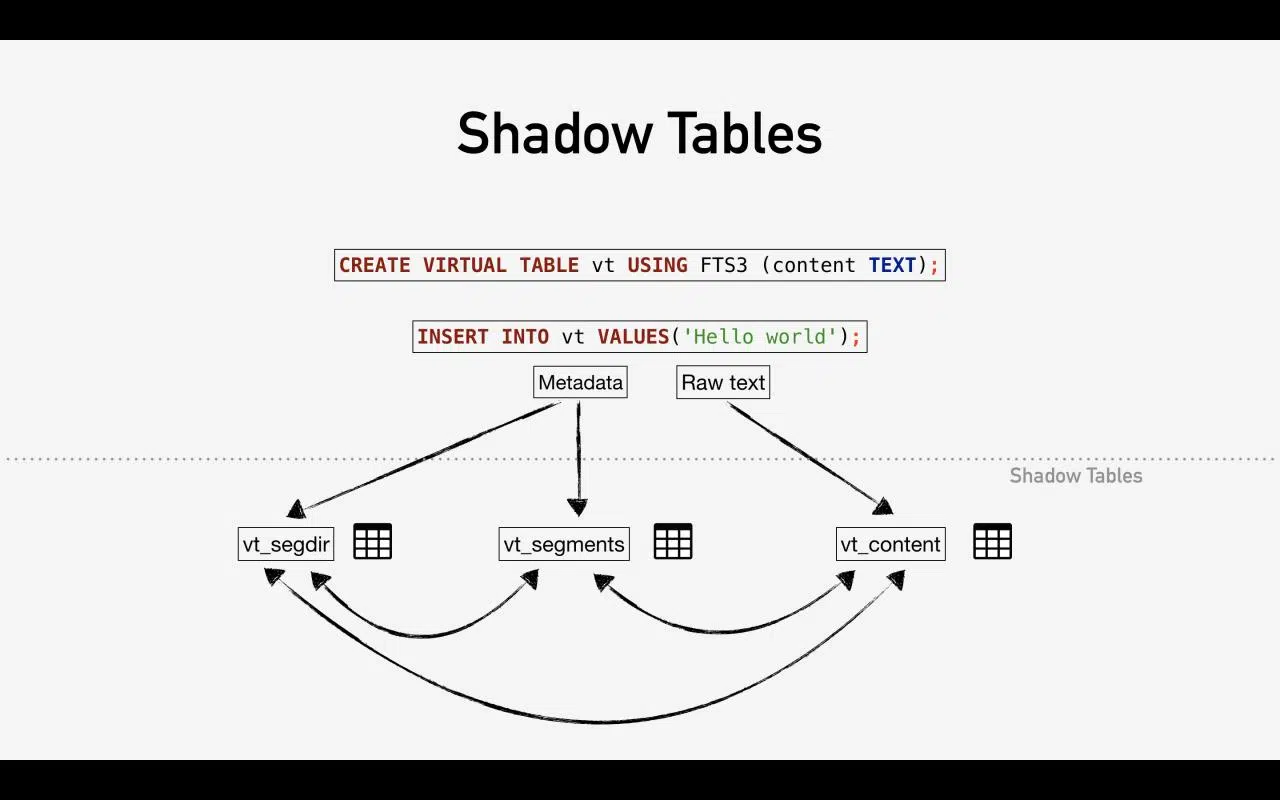 Shadow Tables
CREATE VIRTUAL TABLE vt USING FTS3 (content TEXT);
INSERT INTO vt VALUES('Hello world');
Metadata
Raw text
Shadow Tables
vt_segdir
vt_segments
vt_content